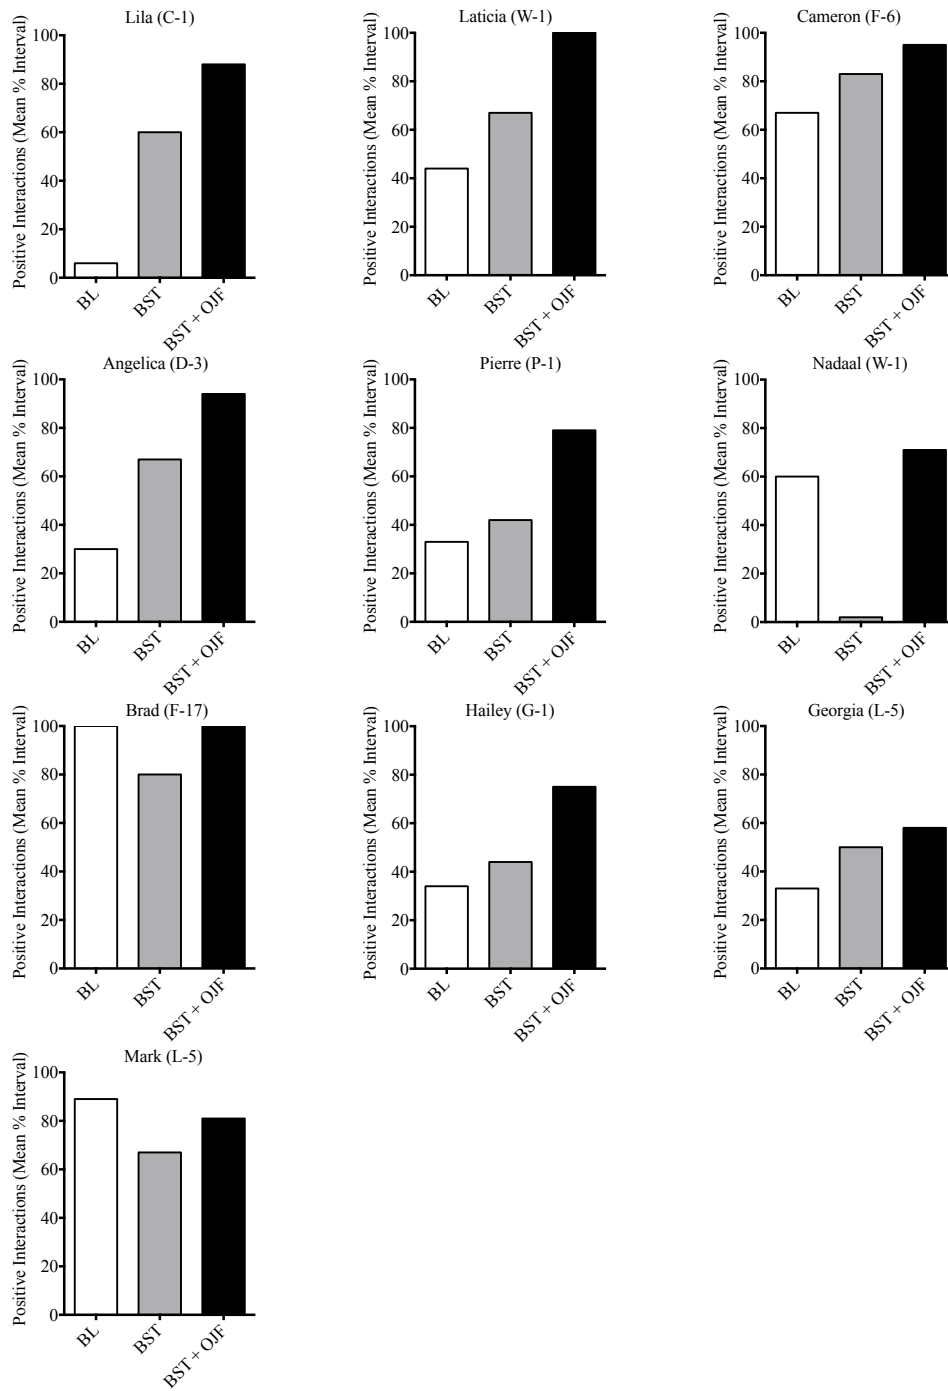 Lila (C-1)
Positive Interactions (Mean % Interval)
100
80
60
40
20
0
BL
BST
BST + OJF
Laticia (W-1)
Positive Interactions (Mean % Interval)
100
80
60
40
20
0
BL
BST
BST + OJF
Cameron (F-6)
Positive Interactions (Mean % Interval)
100
80
60
40
20
0
BL
BST
BST + OJF
Angelica (D-3)
Positive Interactions (Mean % Interval)
100
80
60
40
20
0
BL
BST
BST + OJF
Pierre (P-1)
Positive Interactions (Mean % Interval)
100
80
60
40
20
0
BL
BST
BST + OJF
Nadaal (W-1)
Positive Interactions (Mean % Interval)
100
80
60
40
20
0
BL
BST
BST + OJF
Brad (F-17)
Positive Interactions (Mean % Interval)
100
80
60
40
20
0
BL
BST
BST + OJF
Hailey (G-1)
Positive Interactions (Mean % Interval)
100
80
60
40
20
0
BL
BST
BST + OJF
Georgia (L-5)
Positive Interactions (Mean % Interval)
100
80
60
40
20
0
BL
BST
BST + OJF
Mark (L-5)
Positive Interactions (Mean % Interval)
100
80
60
40
20
0
BL
BST
BST + OJF